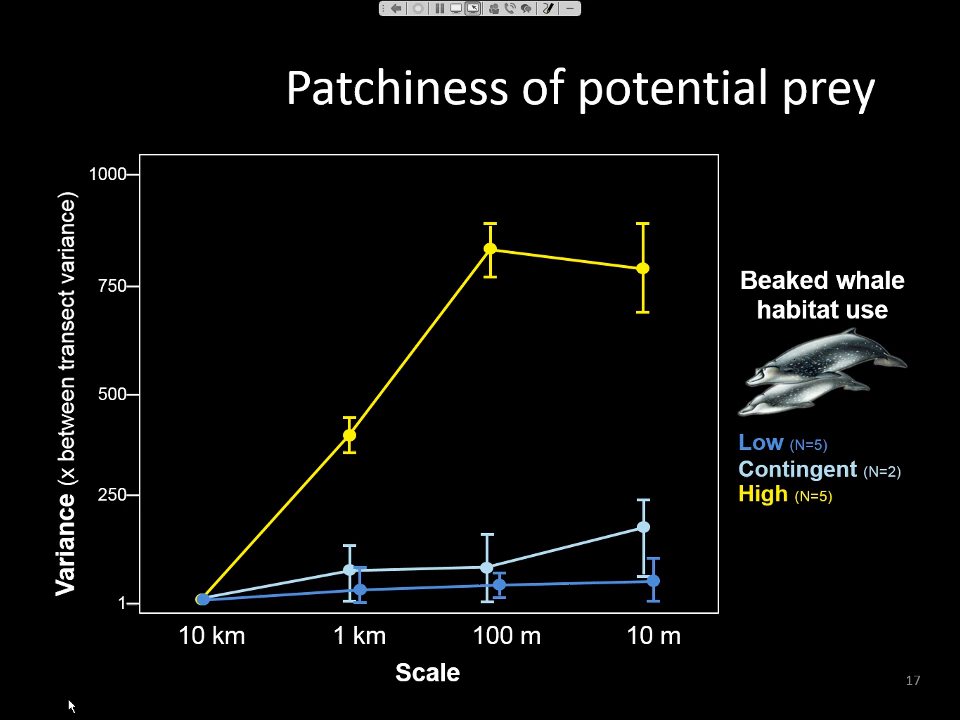 Patchiness of potential prey
Variance (x between transect variance)
1000
750
500
250
1
10 km
1 km
100 m
10 m
Scale
Beaked whale
habitat use
Low (N=5)
Contingent (N=2)
High (N=5)
17